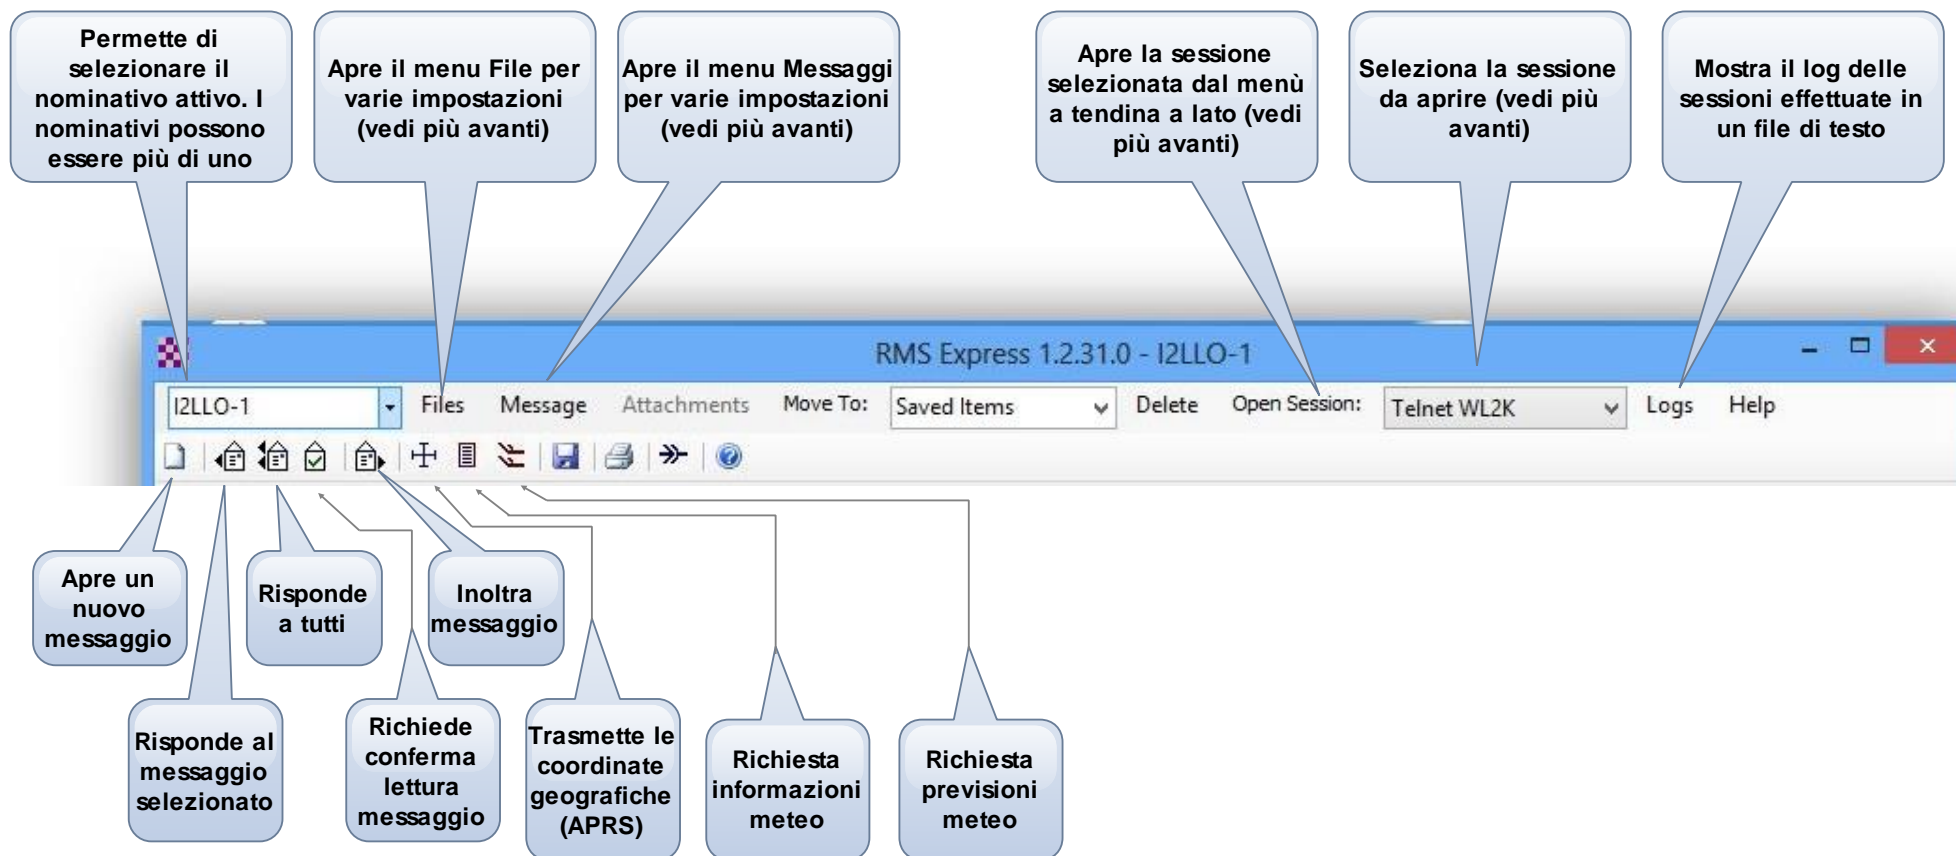 Permette di
selezionare il
nominativo attivo. I
nominativi possono
essere più di uno
Apre il menu File per
varie impostazioni
(vedi più avanti)
Apre il menu Messaggi
per varie impostazioni
(vedi più avanti)
Apre la sessione
selezionata dal menù
a tendina a lato (vedi
più avanti)
Seleziona la sessione
da aprire (vedi più
avanti)
Mostra il log delle
sessioni effettuate in
un file di testo
RMS Express 1.2.31.0 - I2LLO-1
I2LLO-1 Files Message Attachments Move To: Saved Items Delete Open Session: Telnet WL2K Logs Help
Apre un
nuovo
messaggio
Risponde
a tutti
Inoltra
messaggio
Risponde al
messaggio
selezionato
Richiede
conferma
lettura
messaggio
Trasmette le
coordinate
geografiche
(APRS)
Richiesta
informazioni
meteo
Richiesta
previsioni
meteo